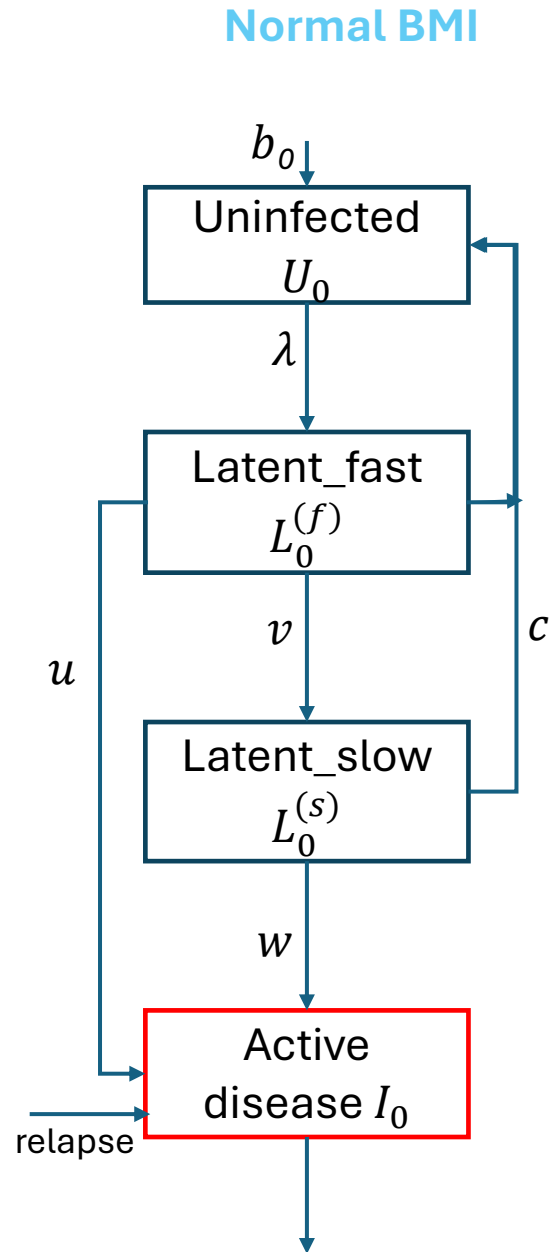 Normal BMI
b₀
Uninfected
U₀
λ
Latent_fast
L₀⁽ᶠ⁾
v
c
u
Latent_slow
L₀⁽ˢ⁾
w
Active
disease I₀
relapse